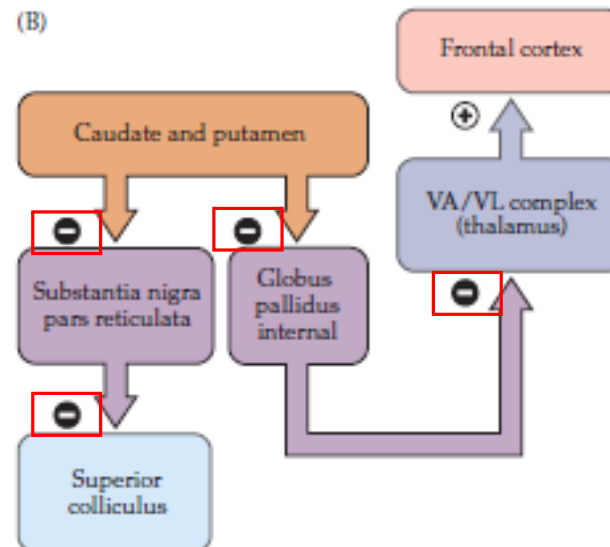 (B)
Frontal cortex
Caudate and putamen
+
VA/VL complex
(thalamus)
−
−
Substantia nigra
pars reticulata
Globus
pallidus
internal
−
−
Superior
colliculus